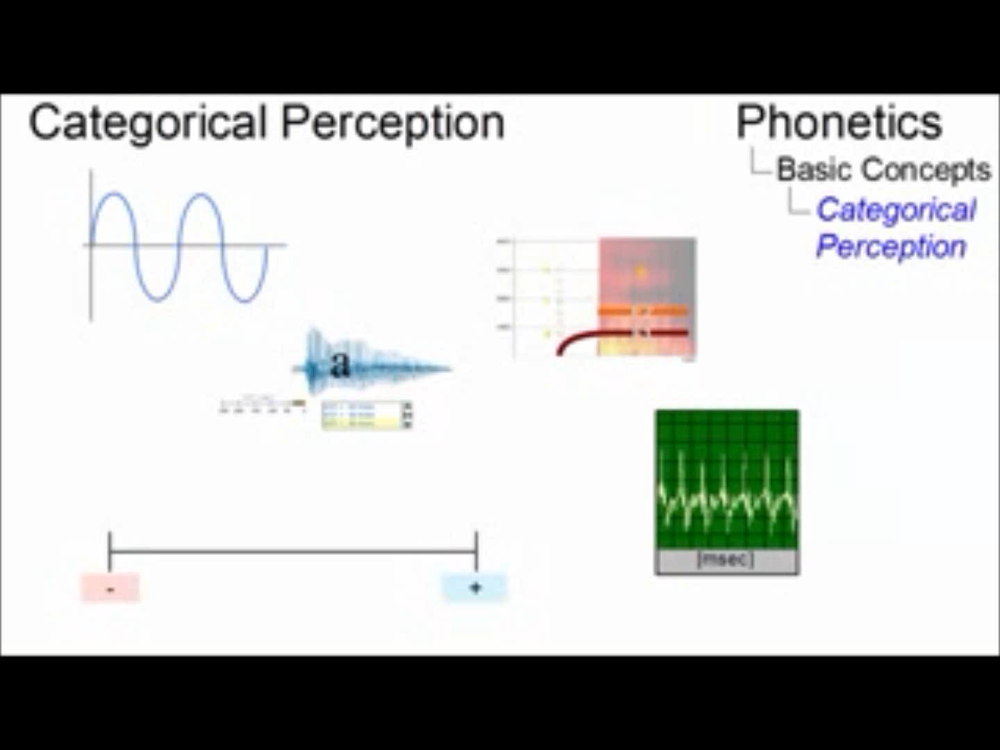 Categorical Perception
Phonetics
Basic Concepts
Categorical
Perception
a
[msec]
-
+